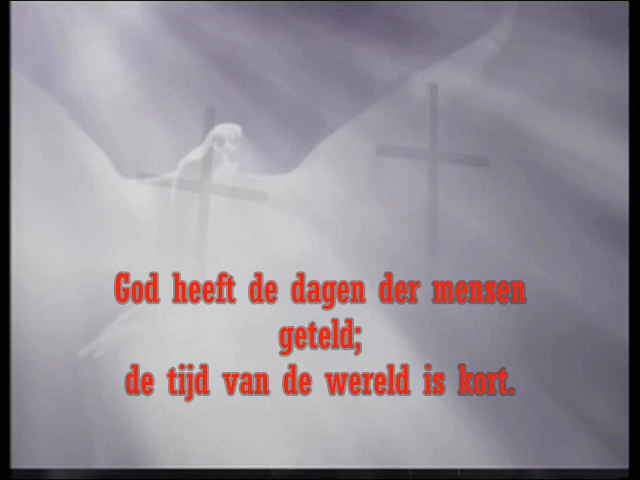 God heeft de dagen der mensen
geteld;
de tijd van de wereld is kort.